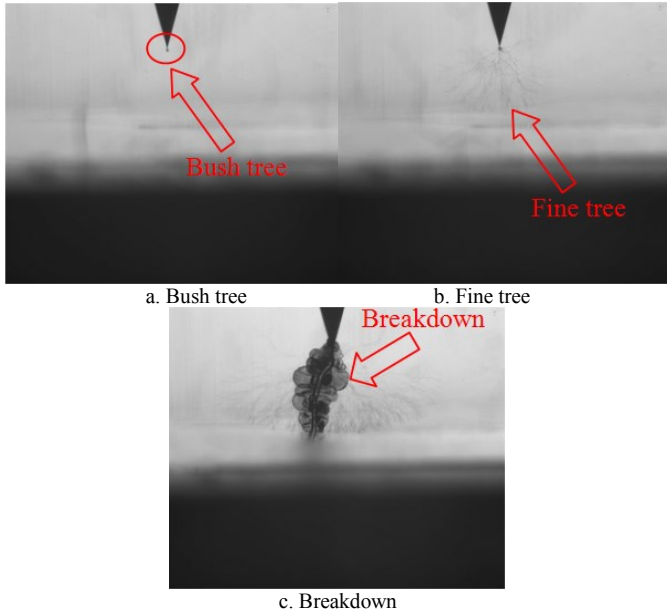 Bush tree
Fine tree
a. Bush tree
b. Fine tree
Breakdown
c. Breakdown